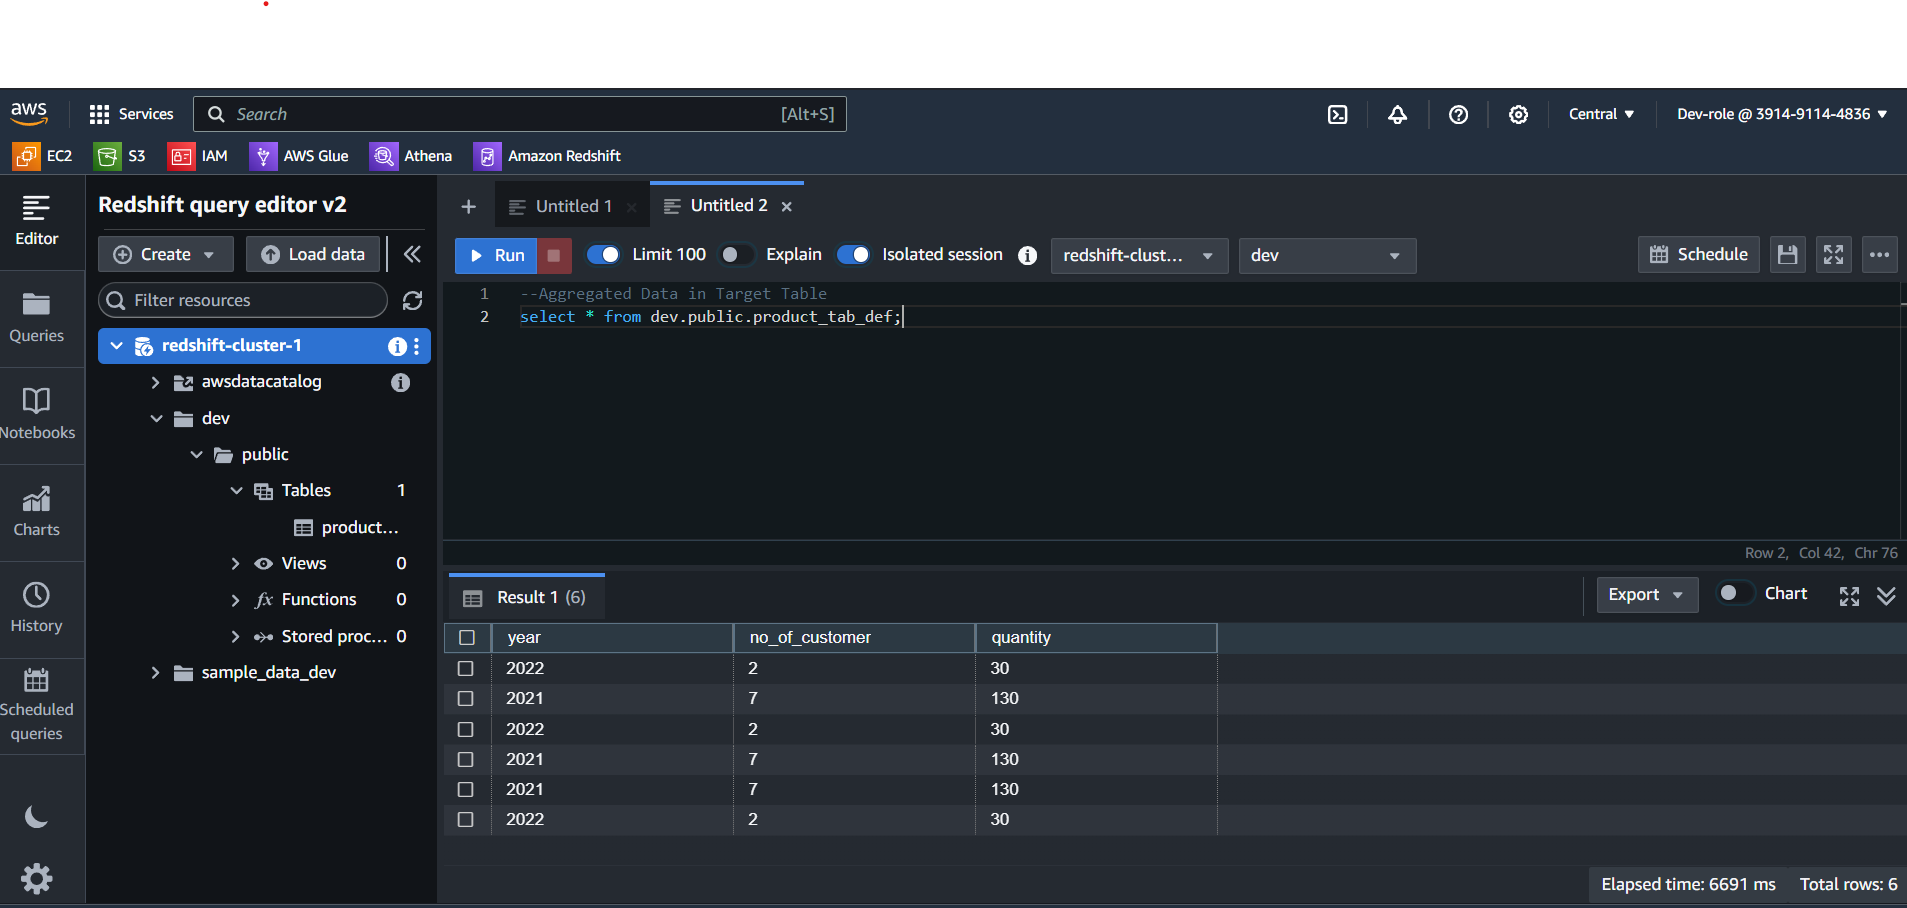 aws
Services
Search
[Alt+S]
Central
Dev-role @ 3914-9114-4836
EC2
S3
IAM
AWS Glue
Athena
Amazon Redshift
Editor
Queries
Notebooks
Charts
History
Scheduled
queries
Redshift query editor v2
Create
Load data
Filter resources
redshift-cluster-1
awsdatacatalog
dev
public
Tables 1
product...
Views 0
Functions 0
Stored proc... 0
sample_data_dev
Untitled 1
Untitled 2
Run
Limit 100
Explain
Isolated session
redshift-clust...
dev
Schedule
1 --Aggregated Data in Target Table
2 select * from dev.public.product_tab_def;
Row 2, Col 42, Chr 76
Result 1 (6)
Export
Chart
year no_of_customer quantity
2022 2 30
2021 7 130
2022 2 30
2021 7 130
2021 7 130
2022 2 30
Elapsed time: 6691 ms Total rows: 6